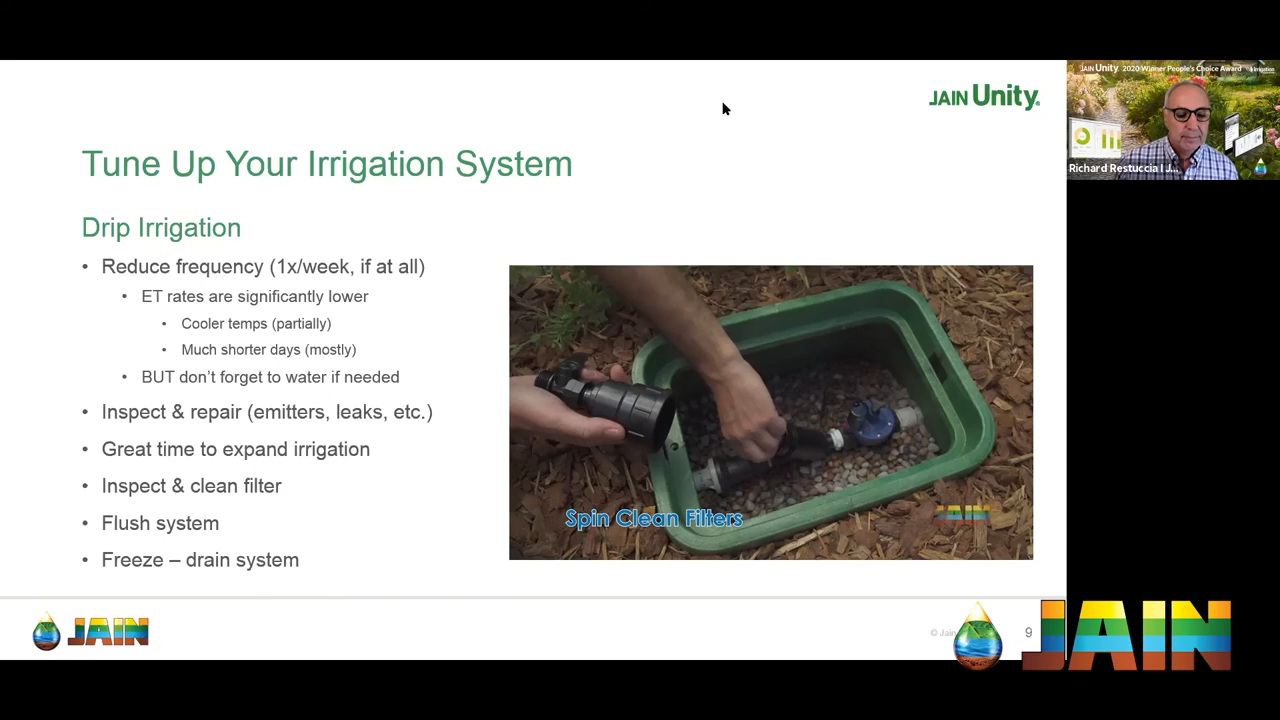 JAIN Unity
JAIN Unity. 2020 Winner People's Choice Award
Richard Restuccia I J...
Tune Up Your Irrigation System
Drip Irrigation
• Reduce frequency (1x/week, if at all)
• ET rates are significantly lower
• Cooler temps (partially)
• Much shorter days (mostly)
• BUT don't forget to water if needed
• Inspect & repair (emitters, leaks, etc.)
• Great time to expand irrigation
• Inspect & clean filter
• Flush system
• Freeze – drain system
Spin Clean Filters
JAIN
JAIN
© Jain
9
JAIN